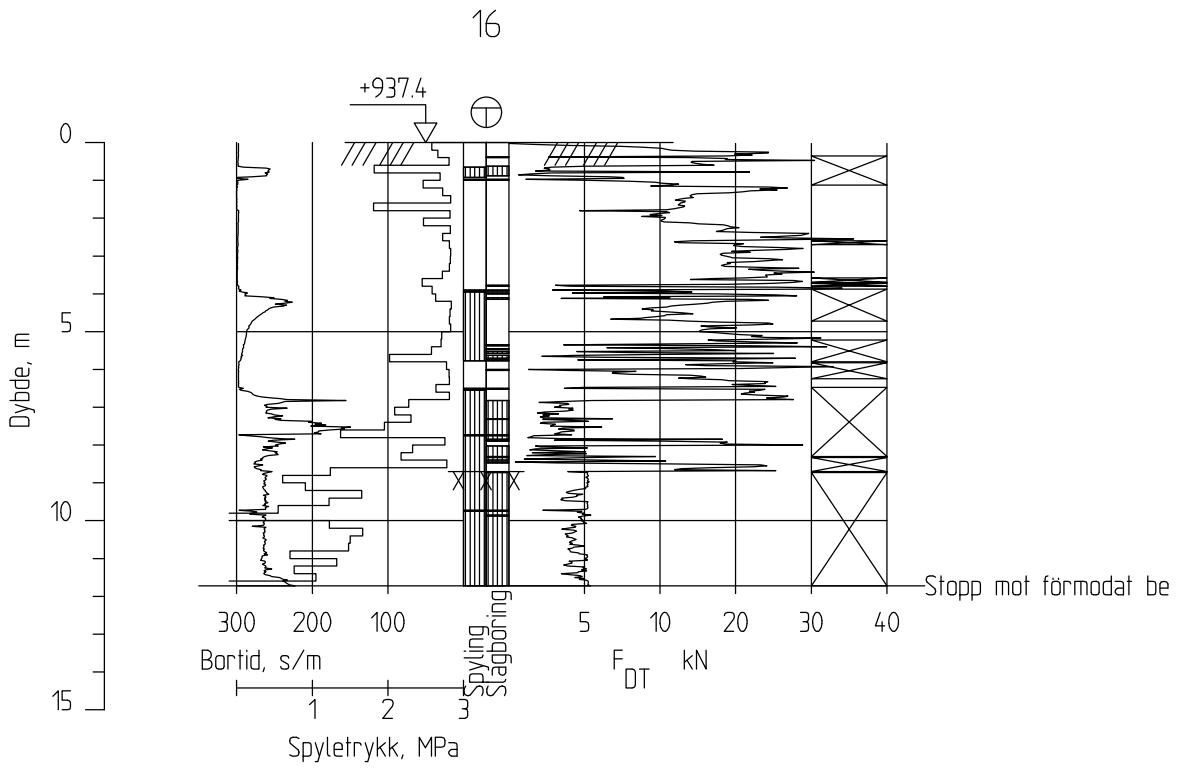 16
+937.4
0
5
10
15
Dybde, m
Stopp mot förmodat be
300 200 100
5 10 20 30 40
Bortid, s/m
Spyling
Slagboring
F DT kN
1 2 3
Spyletrykk, MPa